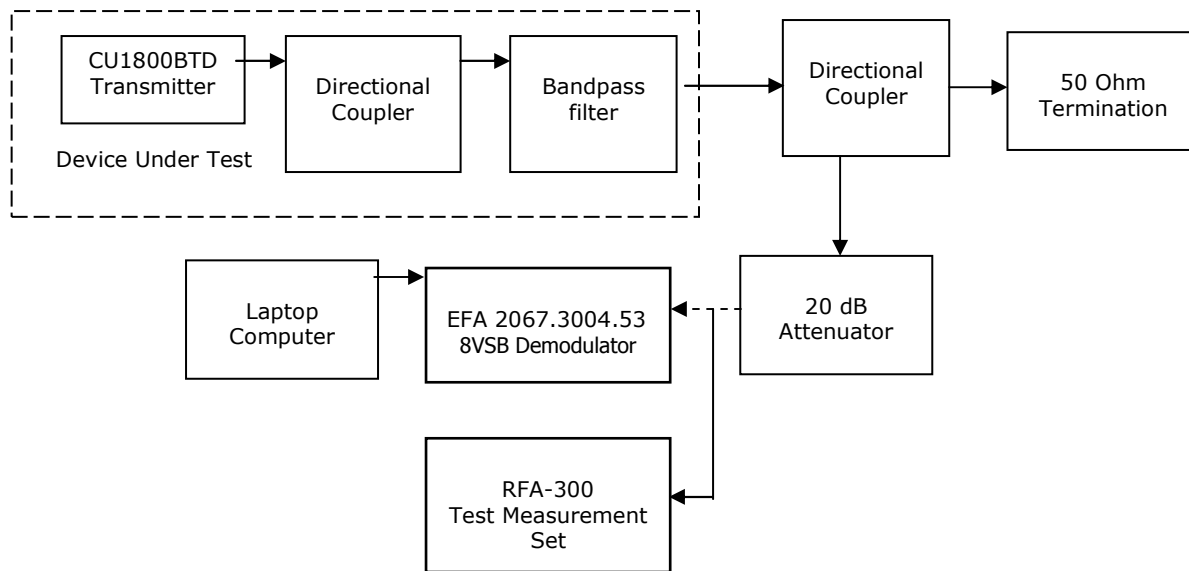 CU1800BTD
Transmitter
Directional
Coupler
Bandpass
filter
Device Under Test
Directional
Coupler
50 Ohm
Termination
Laptop
Computer
EFA 2067.3004.53
8VSB Demodulator
20 dB
Attenuator
RFA-300
Test Measurement
Set